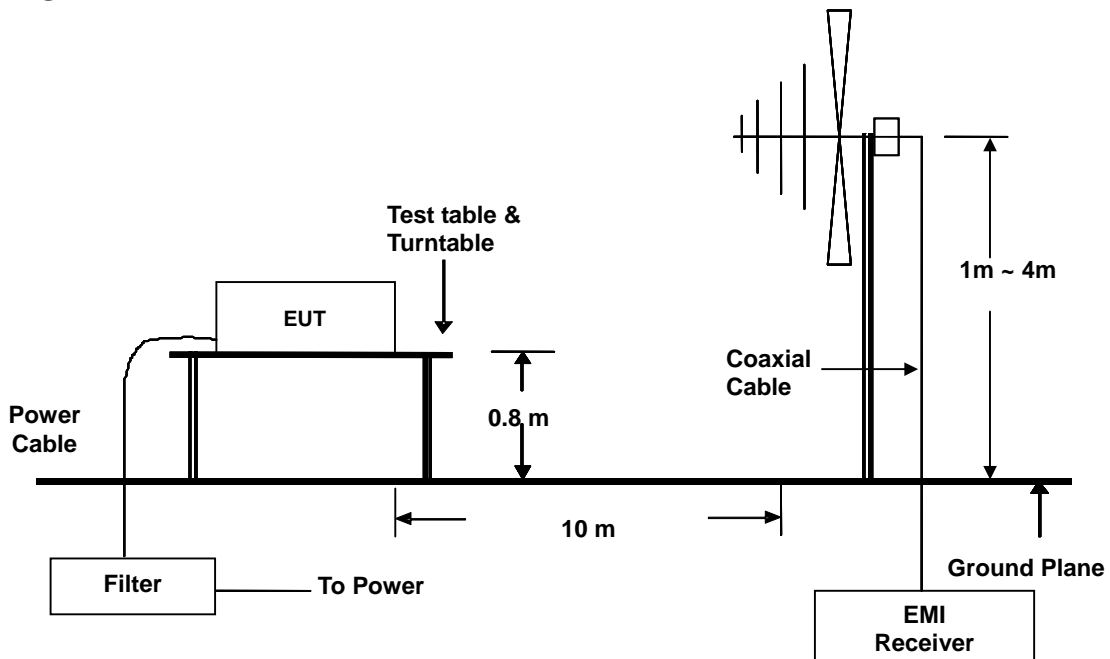 Test table &
Turntable
1m ~ 4m
EUT
Coaxial
Cable
0.8 m
Power
Cable
10 m
Ground Plane
Filter
To Power
EMI
Receiver